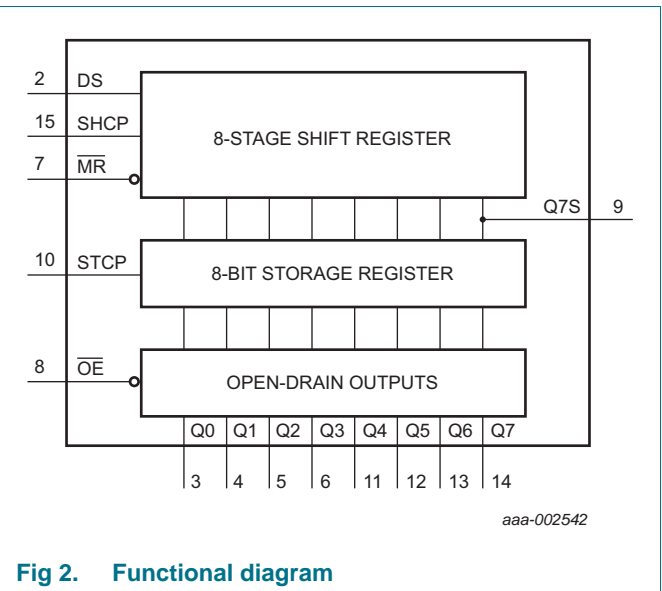 2 DS
15 SHCP
8-STAGE SHIFT REGISTER
7 M̅R̅
Q7S 9
10 STCP
8-BIT STORAGE REGISTER
8 O̅E̅
OPEN-DRAIN OUTPUTS
Q0 Q1 Q2 Q3 Q4 Q5 Q6 Q7
3 4 5 6 11 12 13 14
aaa-002542
Fig 2. Functional diagram